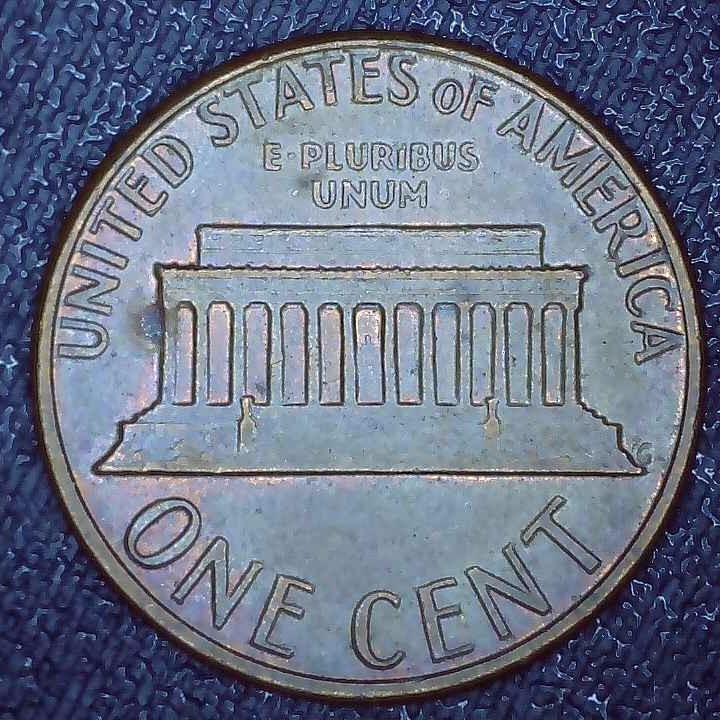 UNITED STATES OF AMERICA
E·PLURIBUS
UNUM
ONE CENT